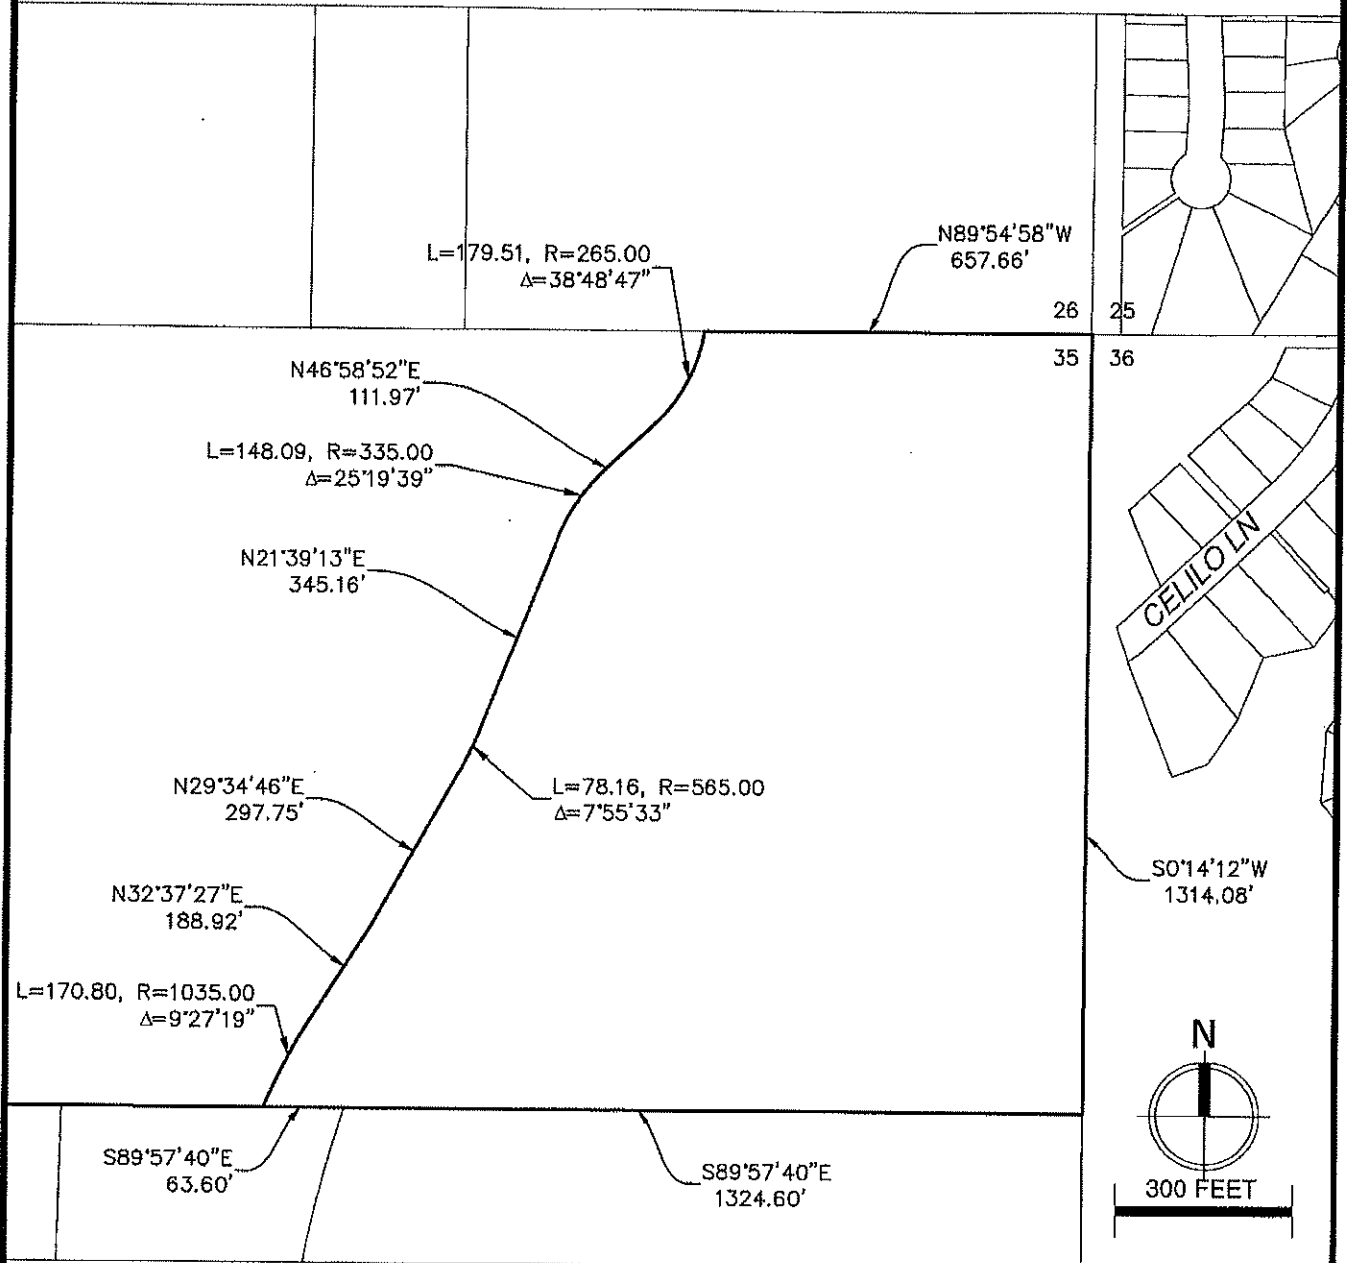 N89°54'58"W
657.66'
L=179.51, R=265.00
Δ=38°48'47"
26 25
35 36
N46°58'52"E
111.97'
L=148.09, R=335.00
Δ=25°19'39"
N21°39'13"E
345.16'
CELILO LN
N29°34'46"E
297.75'
L=78.16, R=565.00
Δ=7°55'33"
S0°14'12"W
1314.08'
N32°37'27"E
188.92'
L=170.80, R=1035.00
Δ=9°27'19"
N
S89°57'40"E
63.60'
S89°57'40"E
1324.60'
300 FEET